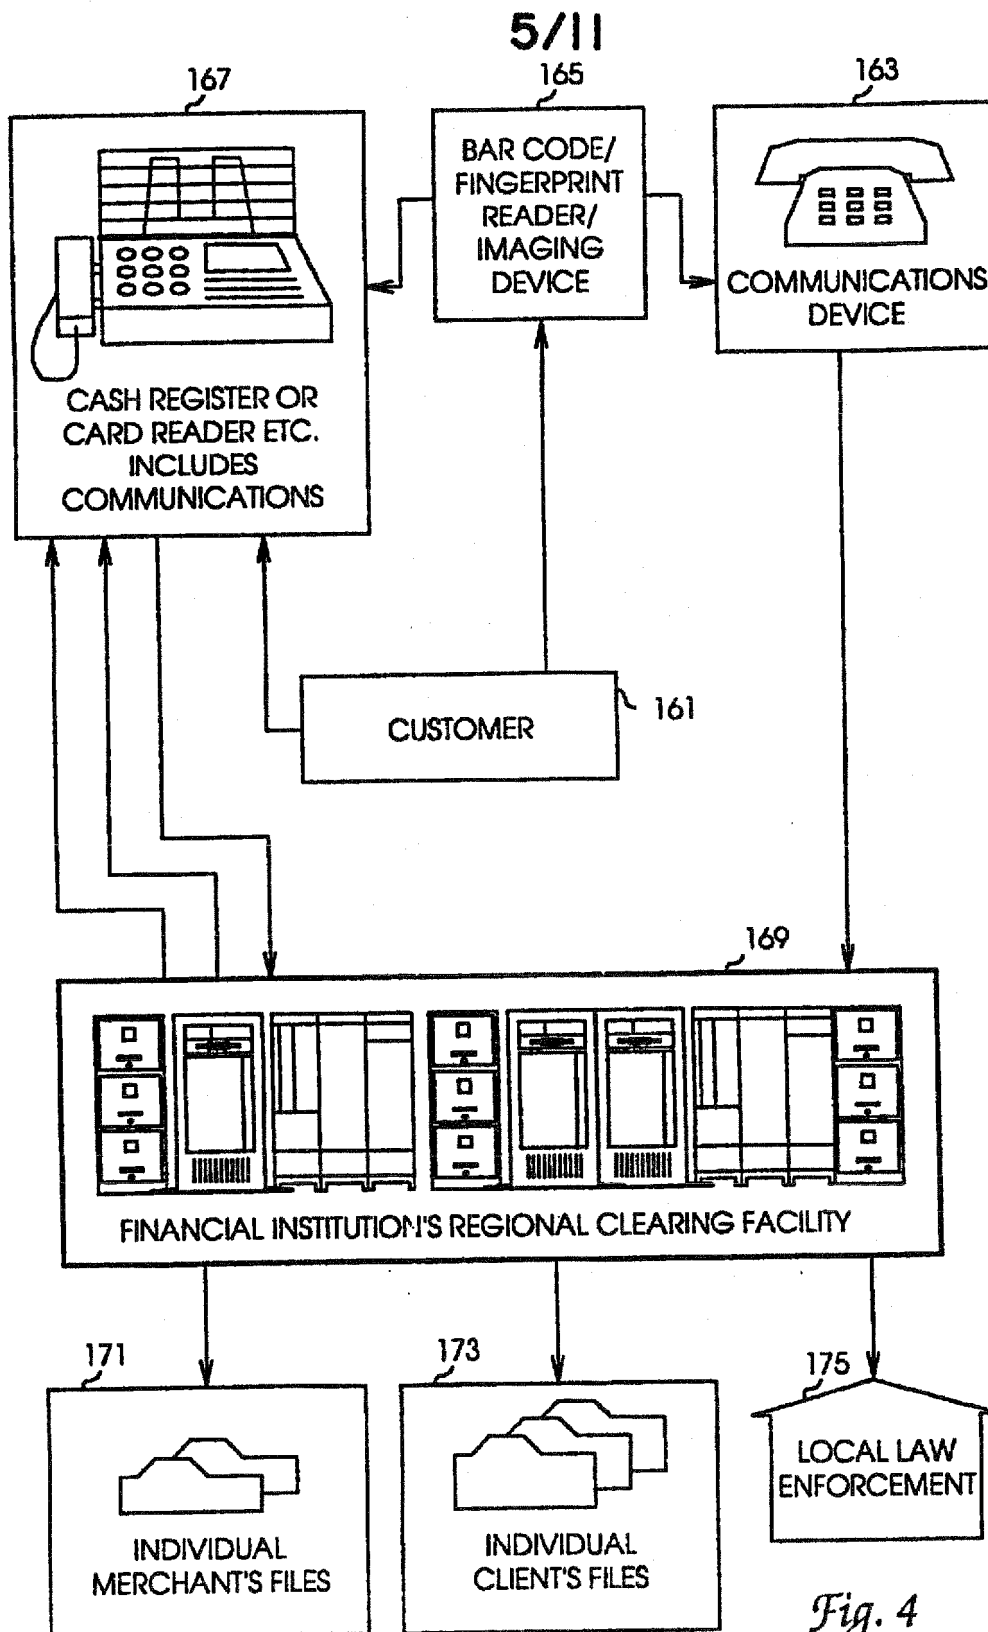 5/11
167
165
163
BAR CODE/
FINGERPRINT
READER/
IMAGING
DEVICE
COMMUNICATIONS
DEVICE
CASH REGISTER OR
CARD READER ETC.
INCLUDES
COMMUNICATIONS
CUSTOMER
161
169
FINANCIAL INSTITUTION'S REGIONAL CLEARING FACILITY
171
173
175
INDIVIDUAL
MERCHANT'S FILES
INDIVIDUAL
CLIENT'S FILES
LOCAL LAW
ENFORCEMENT
Fig. 4